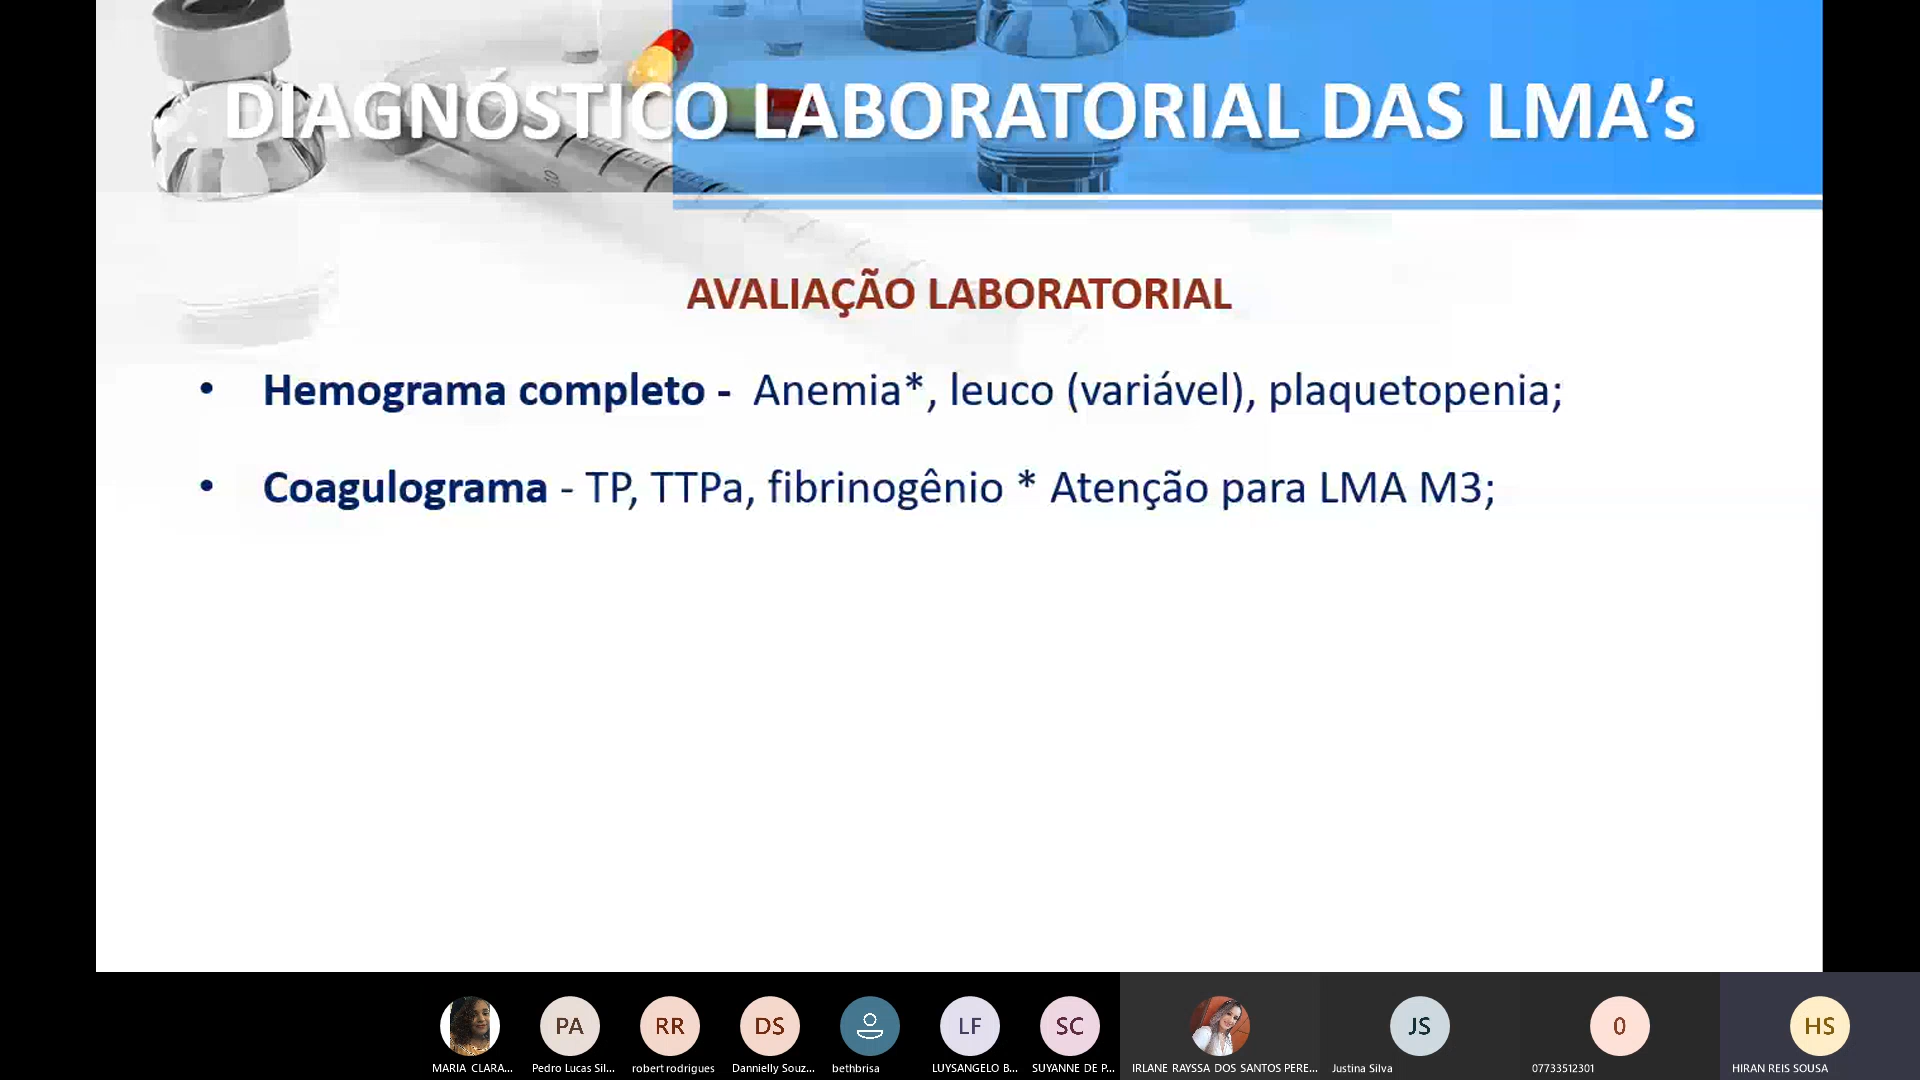 DIAGNÓSTICO LABORATORIAL DAS LMA’s
10
AVALIAÇÃO LABORATORIAL
• Hemograma completo - Anemia*, leuco (variável), plaquetopenia;
• Coagulograma - TP, TTPa, fibrinogênio * Atenção para LMA M3;
PA RR DS LF SC JS 0 HS
MARIA CLARA... Pedro Lucas Sil... robert rodrigues Dannielly Souz... bethbrisa LUYSANGELO B... SUYANNE DE P... IRLANE RAYSSA DOS SANTOS PERE... Justina Silva 07733512301 HIRAN REIS SOUSA